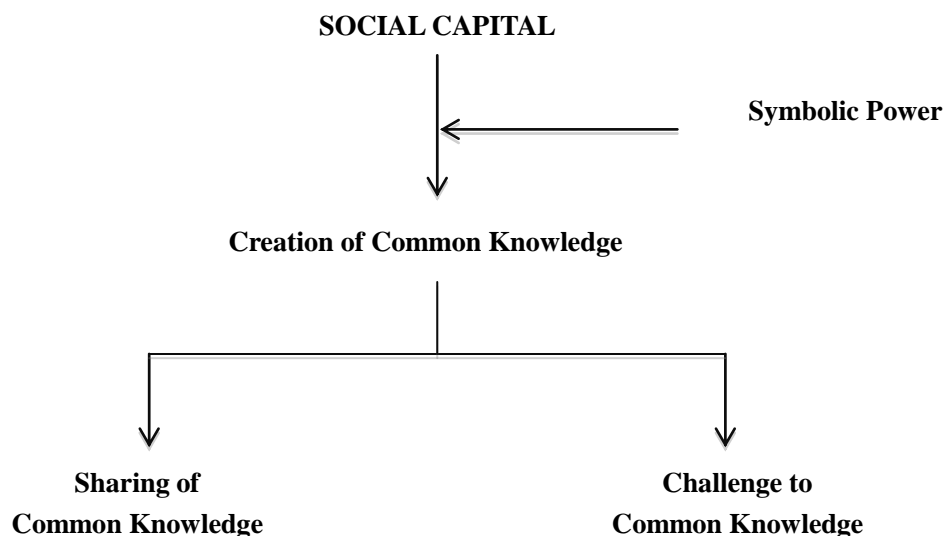 SOCIAL CAPITAL
Symbolic Power
Creation of Common Knowledge
Sharing of
Common Knowledge
Challenge to
Common Knowledge